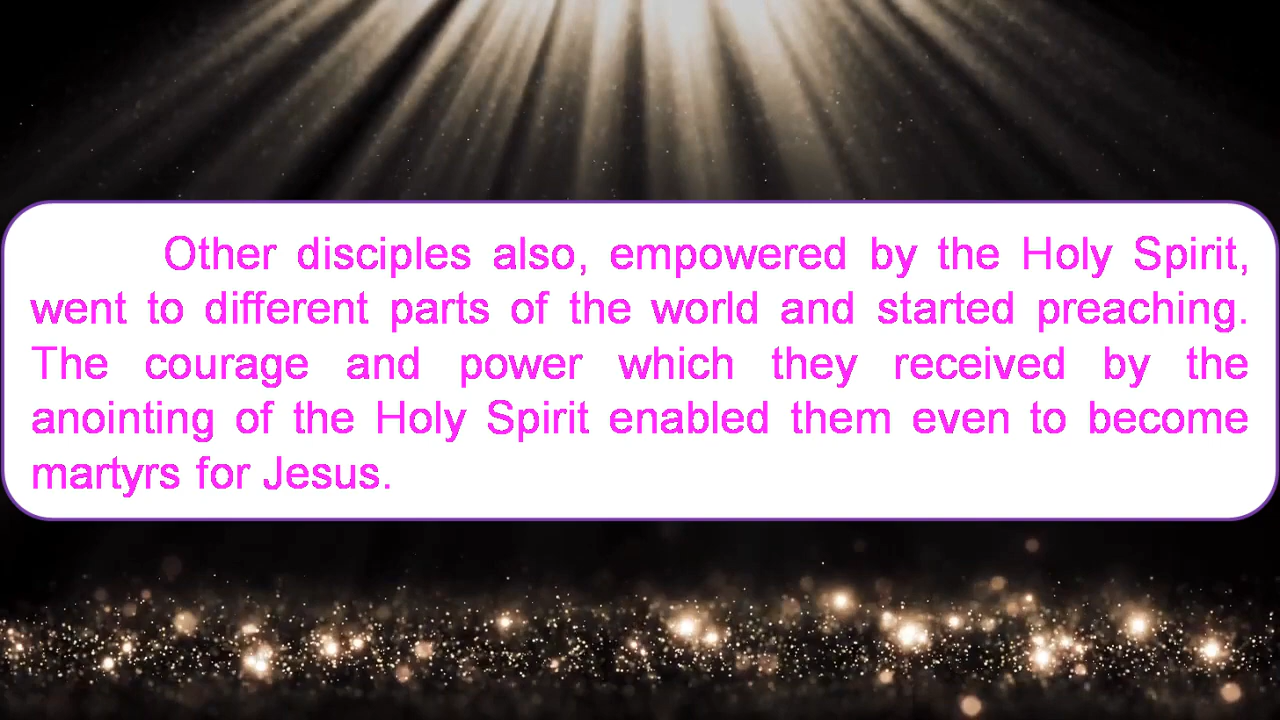 Other disciples also, empowered by the Holy Spirit,
went to different parts of the world and started preaching.
The courage and power which they received by the
anointing of the Holy Spirit enabled them even to become
martyrs for Jesus.